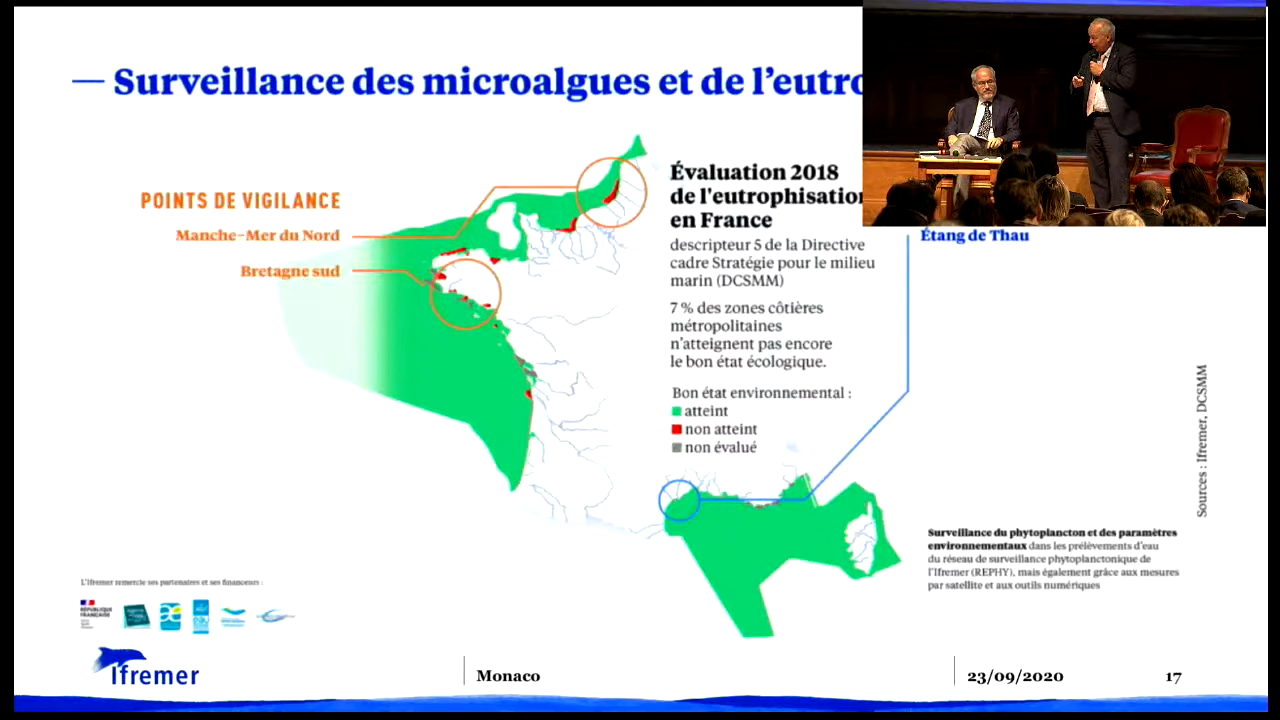 — Surveillance des microalgues et de l'eutro
POINTS DE VIGILANCE
Manche-Mer du Nord
Bretagne sud
Évaluation 2018
de l'eutrophisation
en France
descripteur 5 de la Directive
cadre Stratégie pour le milieu
marin (DCSMM)
7 % des zones côtières
métropolitaines
n'atteignent pas encore
le bon état écologique.
Bon état environnemental :
atteint
non atteint
non évalué
Étang de Thau
Sources : Ifremer, DCSMM
Surveillance du phytoplancton et des paramètres
environnementaux dans les prélèvements d'eau
du réseau de surveillance phytoplanctonique de
l'Ifremer (REPHY), mais également grâce aux mesures
par satellite et aux outils numériques
L'Ifremer remercie ses partenaires et ses financeurs :
RÉPUBLIQUE
FRANÇAISE
Ifremer
Monaco
23/09/2020
17